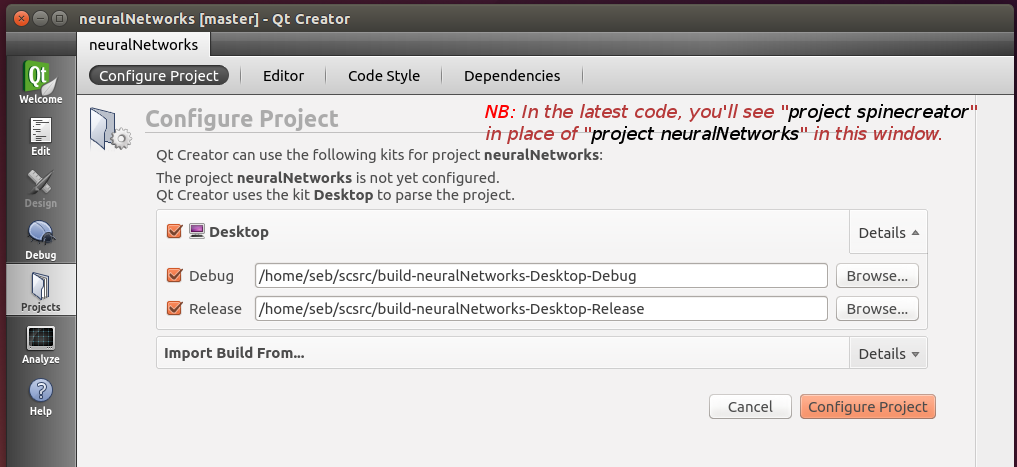 neuralNetworks [master] - Qt Creator
neuralNetworks
Configure Project Editor Code Style Dependencies
Qt
Welcome
Edit
Design
Debug
Projects
Analyze
Help
Configure Project
NB: In the latest code, you'll see "project spinecreator"
in place of "project neuralNetworks" in this window.
Qt Creator can use the following kits for project neuralNetworks:
The project neuralNetworks is not yet configured.
Qt Creator uses the kit Desktop to parse the project.
Desktop Details
Debug /home/seb/scsrc/build-neuralNetworks-Desktop-Debug Browse...
Release /home/seb/scsrc/build-neuralNetworks-Desktop-Release Browse...
Import Build From... Details
Cancel Configure Project